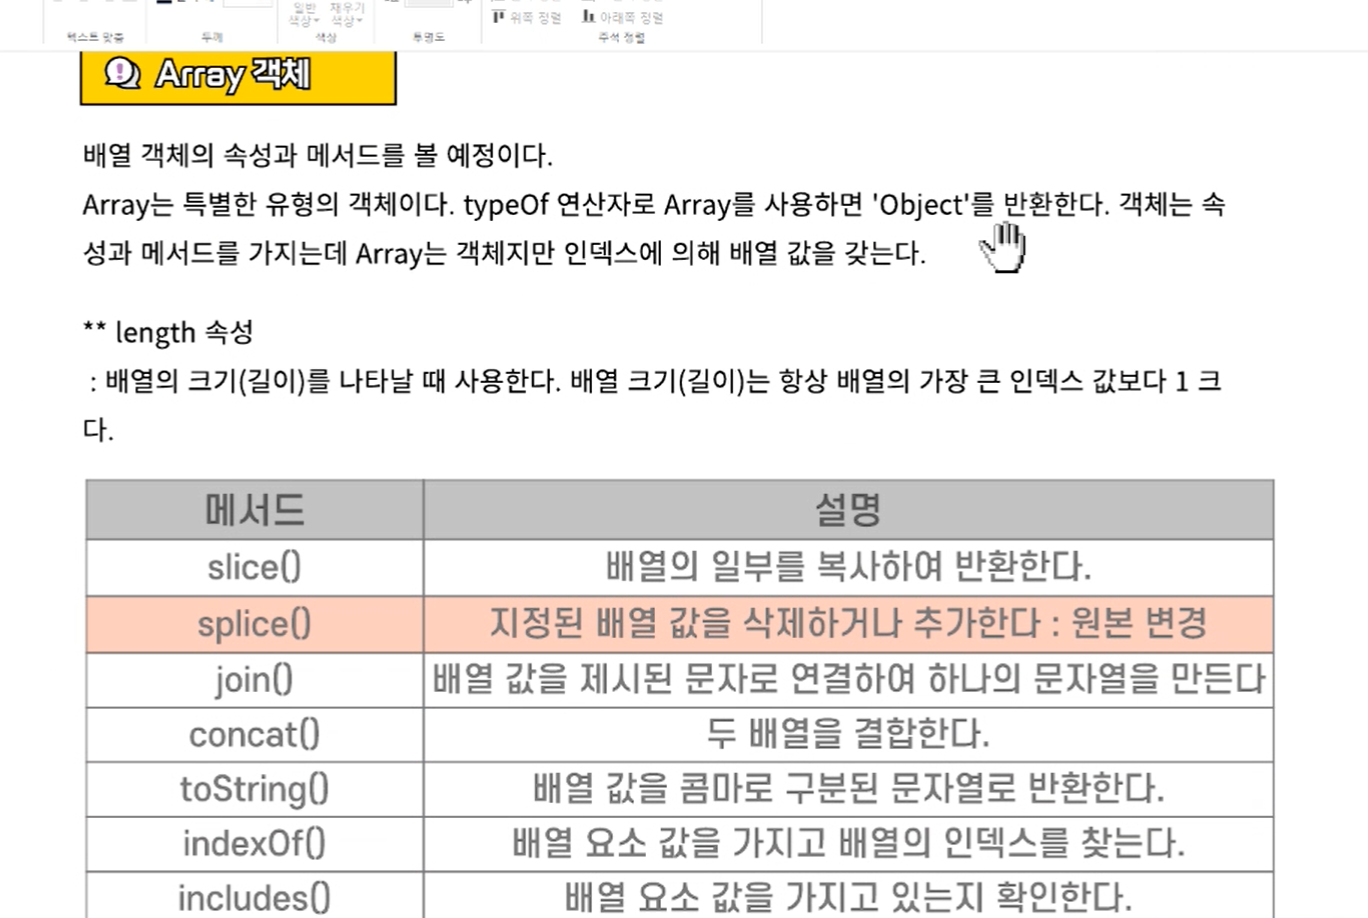 일반 채우기
색상 색상
위쪽 정렬 아래쪽 정렬
텍스트 맞춤 두께 색상 투명도 주석 정렬
Array 객체
배열 객체의 속성과 메서드를 볼 예정이다.
Array는 특별한 유형의 객체이다. typeOf 연산자로 Array를 사용하면 'Object'를 반환한다. 객체는 속
성과 메서드를 가지는데 Array는 객체지만 인덱스에 의해 배열 값을 갖는다.
** length 속성
: 배열의 크기(길이)를 나타날 때 사용한다. 배열 크기(길이)는 항상 배열의 가장 큰 인덱스 값보다 1 크
다.
메서드 설명
slice() 배열의 일부를 복사하여 반환한다.
splice() 지정된 배열 값을 삭제하거나 추가한다 : 원본 변경
join() 배열 값을 제시된 문자로 연결하여 하나의 문자열을 만든다
concat() 두 배열을 결합한다.
toString() 배열 값을 콤마로 구분된 문자열로 반환한다.
indexOf() 배열 요소 값을 가지고 배열의 인덱스를 찾는다.
includes() 배열 요소 값을 가지고 있는지 확인한다.